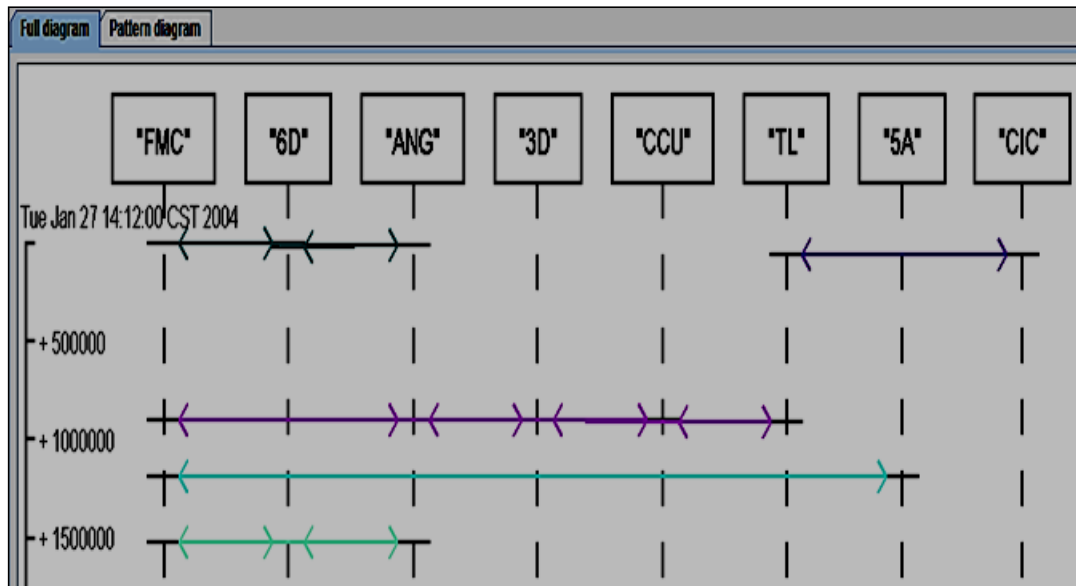 Full diagram
Pattern diagram
"FMC"
"6D"
"ANG"
"3D"
"CCU"
"TL"
"5A"
"CIC"
Tue Jan 27 14:12:00 CST 2004
+ 500000
+ 1000000
+ 1500000